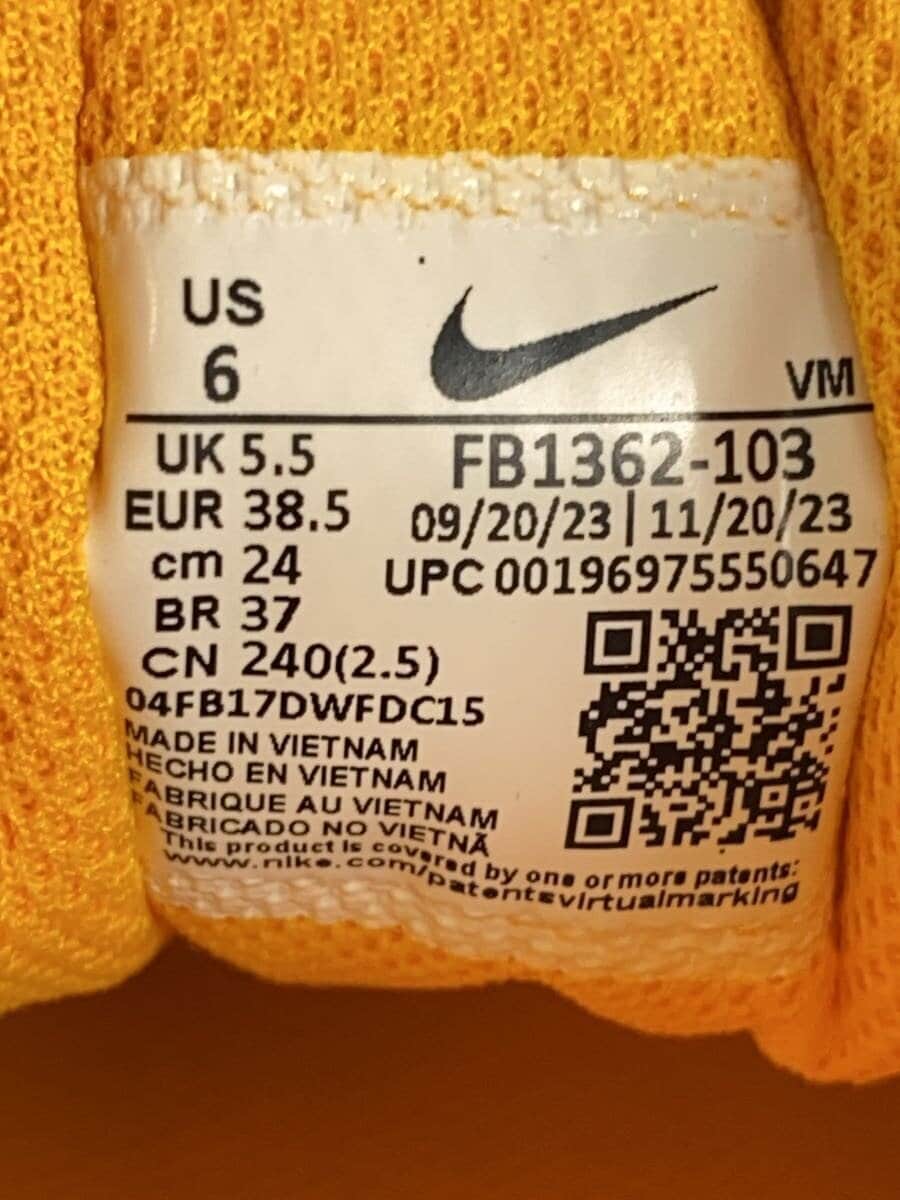 US
6
VM
UK 5.5
EUR 38.5
cm 24
BR 37
CN 240(2.5)
FB1362-103
09/20/23 | 11/20/23
UPC 00196975550647
04FB17DWFDC15
MADE IN VIETNAM
HECHO EN VIETNAM
FABRIQUE AU VIETNAM
FABRICADO NO VIETNÃ
This product is covered by one or more patents:
www.nike.com/patentsvirtualmarking